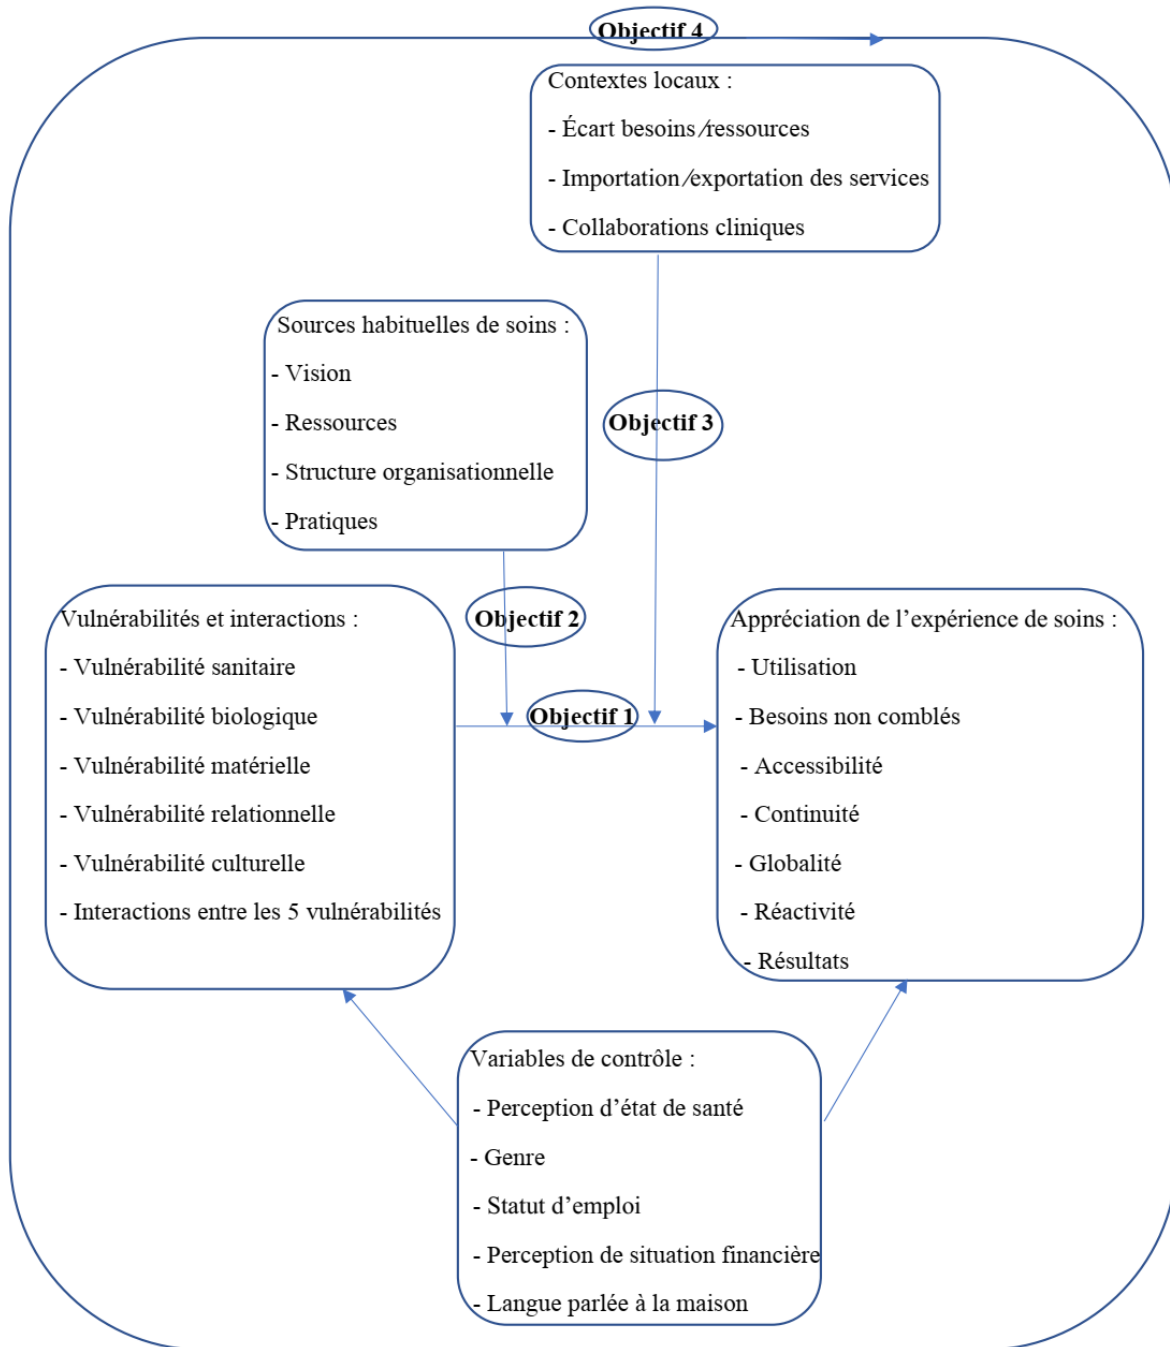 Objectif 4
Contextes locaux :
- Écart besoins/ressources
- Importation/exportation des services
- Collaborations cliniques
Sources habituelles de soins :
- Vision
- Ressources
- Structure organisationnelle
- Pratiques
Objectif 3
Objectif 2
Vulnérabilités et interactions :
- Vulnérabilité sanitaire
- Vulnérabilité biologique
- Vulnérabilité matérielle
- Vulnérabilité relationnelle
- Vulnérabilité culturelle
- Interactions entre les 5 vulnérabilités
Objectif 1
Appréciation de l’expérience de soins :
- Utilisation
- Besoins non comblés
- Accessibilité
- Continuité
- Globalité
- Réactivité
- Résultats
Variables de contrôle :
- Perception d’état de santé
- Genre
- Statut d’emploi
- Perception de situation financière
- Langue parlée à la maison